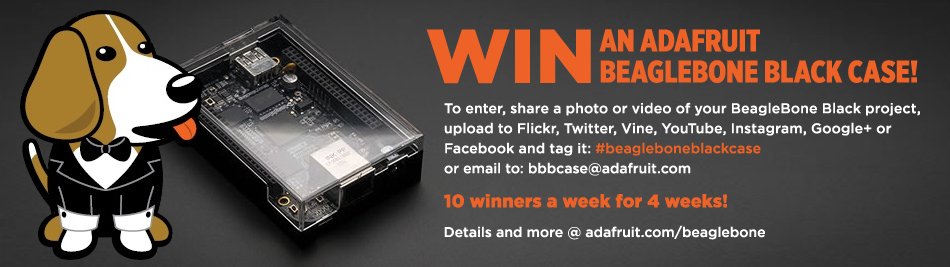 WIN AN ADAFRUIT
BEAGLEBONE BLACK CASE!
To enter, share a photo or video of your BeagleBone Black project,
upload to Flickr, Twitter, Vine, YouTube, Instagram, Google+ or
Facebook and tag it: #beagleboneblackcase
or email to: bbbcase@adafruit.com
10 winners a week for 4 weeks!
Details and more @ adafruit.com/beaglebone